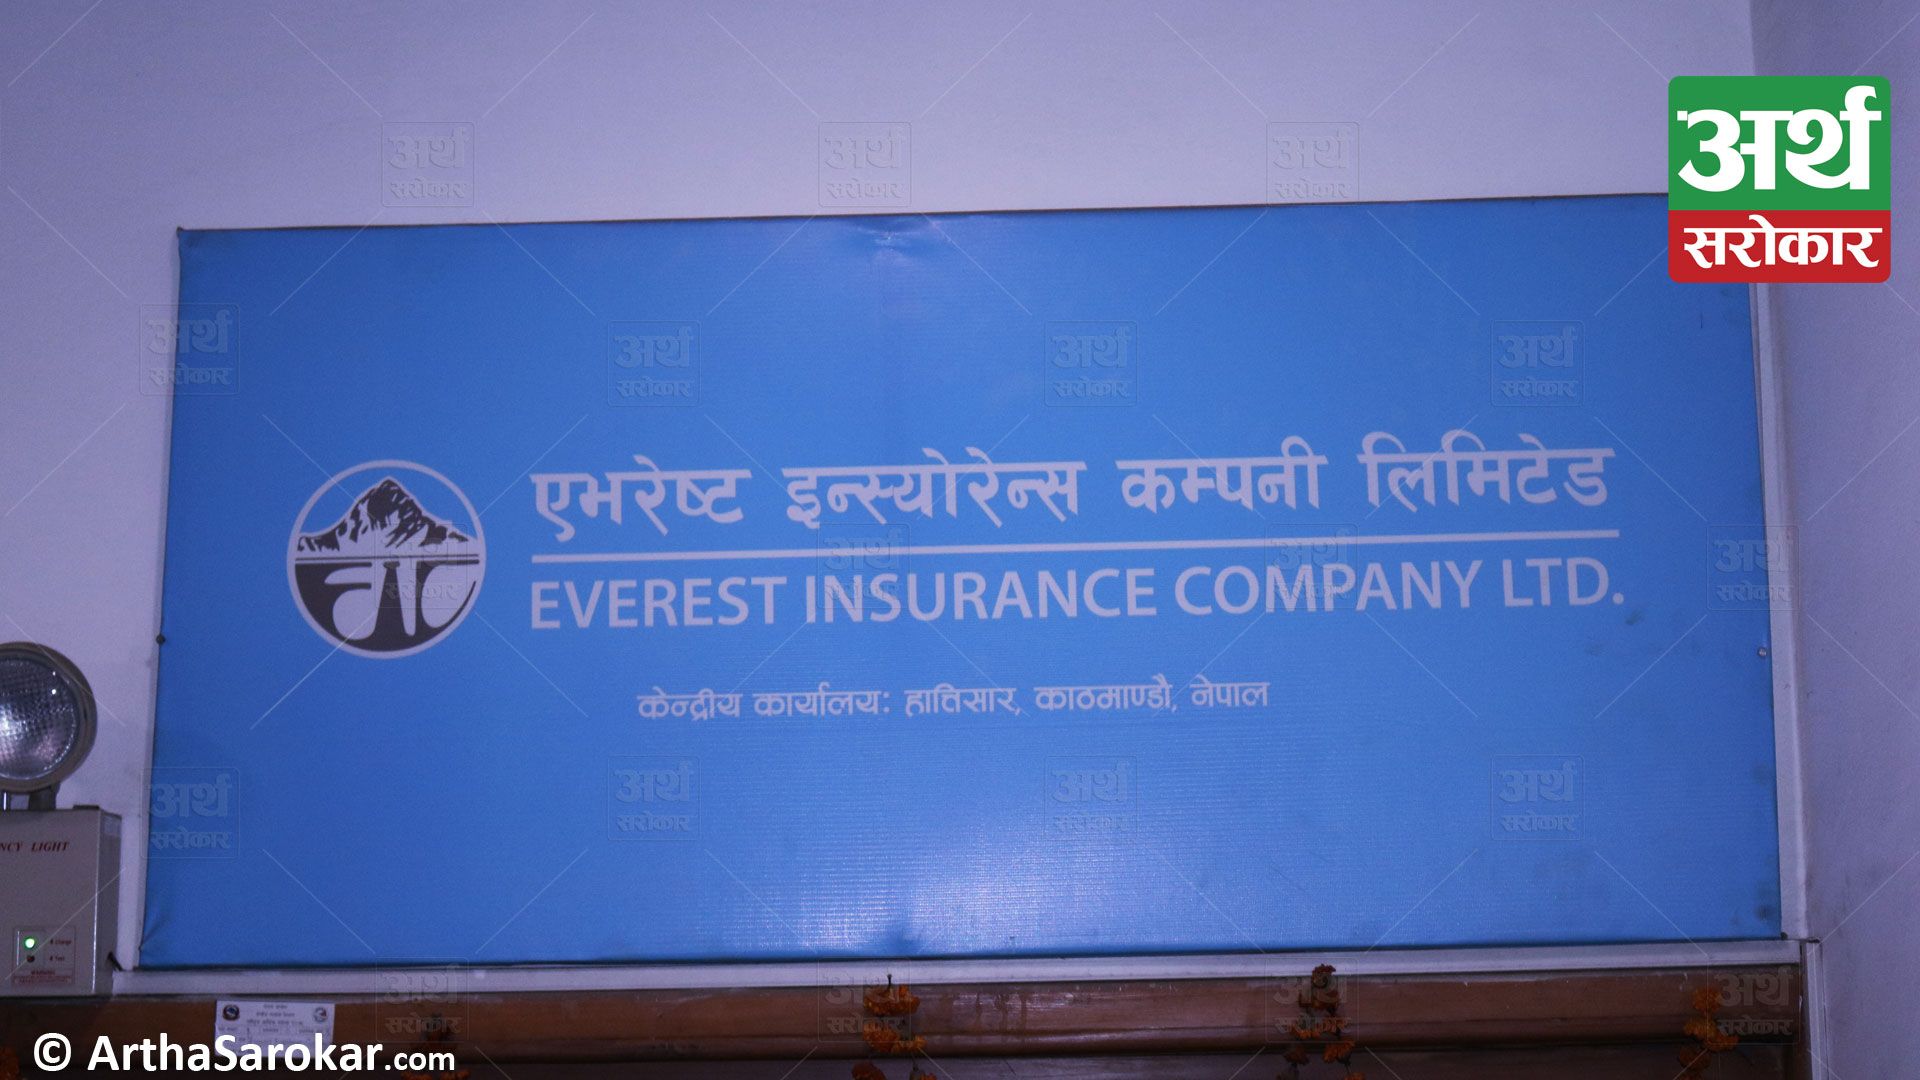 अर्थ
सरोकार
एभरेष्ट इन्स्योरेन्स कम्पनी लिमिटेड
EVEREST INSURANCE COMPANY LTD.
केन्द्रीय कार्यालय: हात्तिसार, काठमाण्डौ, नेपाल
NCY LIGHT
© ArthaSarokar.com